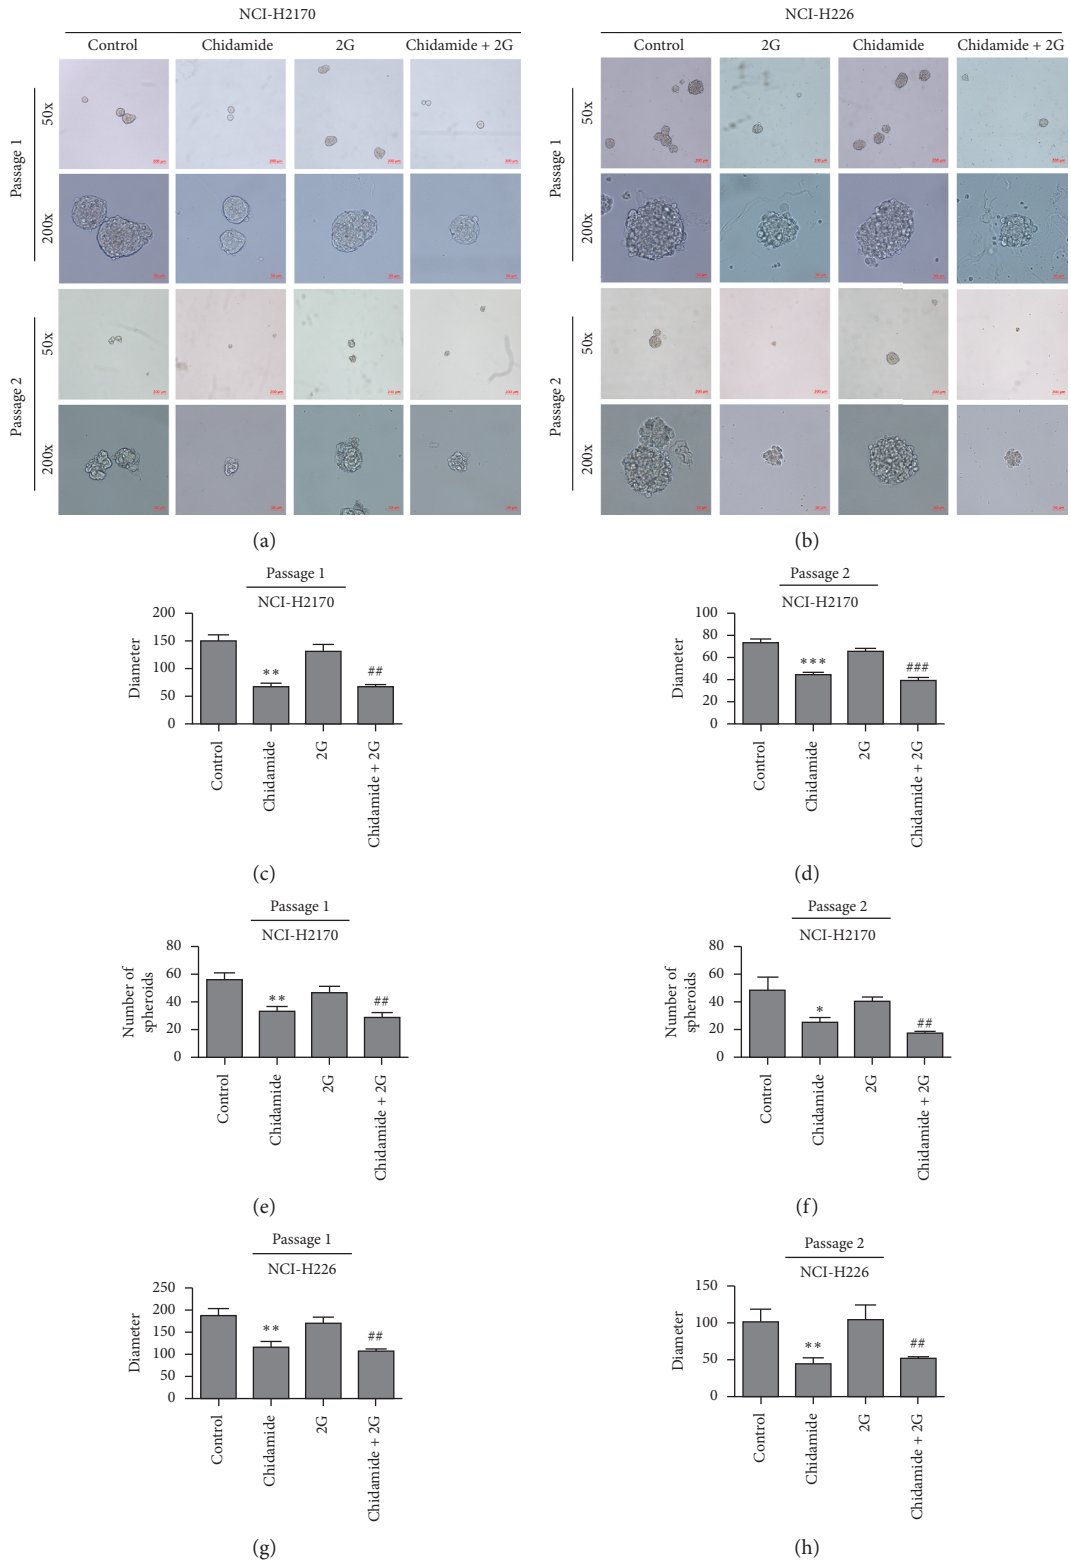 NCI-H2170
Control Chidamide 2G Chidamide + 2G
Passage 1
50x
200x
Passage 2
50x
200x
(a)
NCI-H226
Control 2G Chidamide Chidamide + 2G
Passage 1
50x
200x
Passage 2
50x
200x
(b)
Passage 1
NCI-H2170
Diameter
200
150
100
50
0
**
##
Control
Chidamide
2G
Chidamide + 2G
(c)
Passage 2
NCI-H2170
Diameter
100
80
60
40
20
0
***
###
Control
Chidamide
2G
Chidamide + 2G
(d)
Passage 1
NCI-H2170
Number of
spheroids
80
60
40
20
0
**
##
Control
Chidamide
2G
Chidamide + 2G
(e)
Passage 2
NCI-H2170
Number of
spheroids
80
60
40
20
0
*
##
Control
Chidamide
2G
Chidamide + 2G
(f)
Passage 1
NCI-H226
Diameter
250
200
150
100
50
0
**
##
Control
Chidamide
2G
Chidamide + 2G
(g)
Passage 2
NCI-H226
Diameter
150
100
50
0
**
##
Control
Chidamide
2G
Chidamide + 2G
(h)